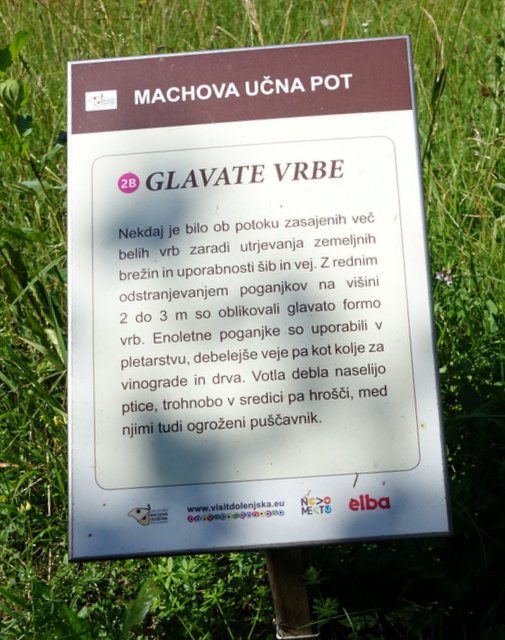 MACHOVA UČNA POT
2B GLAVATE VRBE
Nekdaj je bilo ob potoku zasajenih več
belih vrb zaradi utrjevanja zemeljnih
brežin in uporabnosti šib in vej. Z rednim
odstranjevanjem poganjkov na višini
2 do 3 m so oblikovali glavato formo
vrb. Enoletne poganjke so uporabili v
pletarstvu, debelejše veje pa kot kolje za
vinograde in drva. Votla debla naselijo
ptice, trohnobo v sredici pa hrošči, med
njimi tudi ogroženi puščavnik.
www.visitdolenjska.eu
NOVO
MESTO
elba